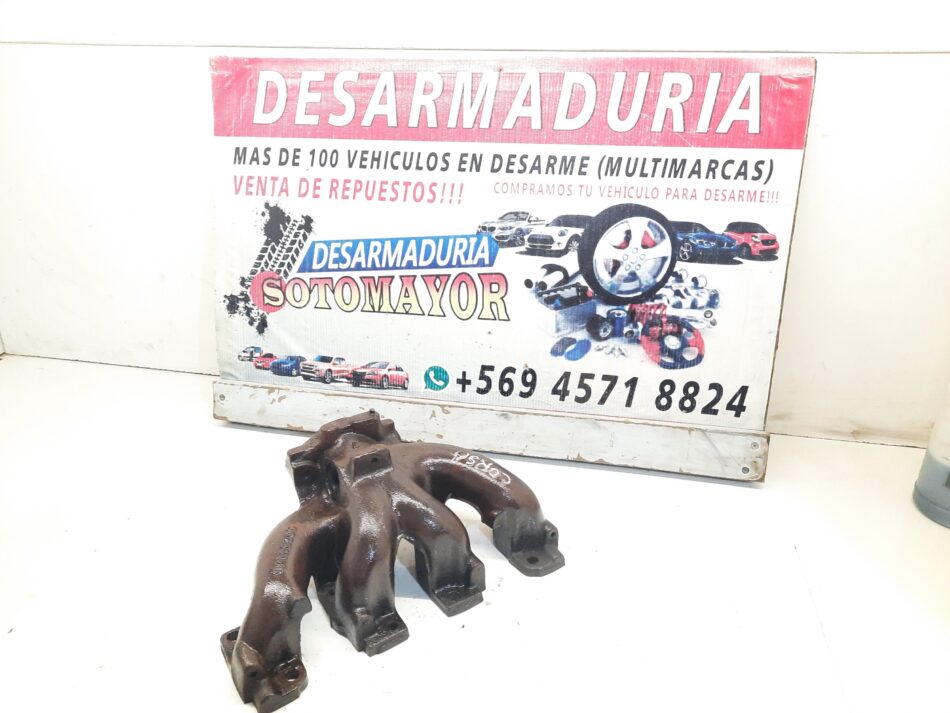 DESARMADURIA
MAS DE 100 VEHICULOS EN DESARME (MULTIMARCAS)
VENTA DE REPUESTOS!!! COMPRAMOS TU VEHÍCULO PARA DESARME!!!
DESARMADURIA
SOTOMAYOR
+569 4571 8824
CORSA